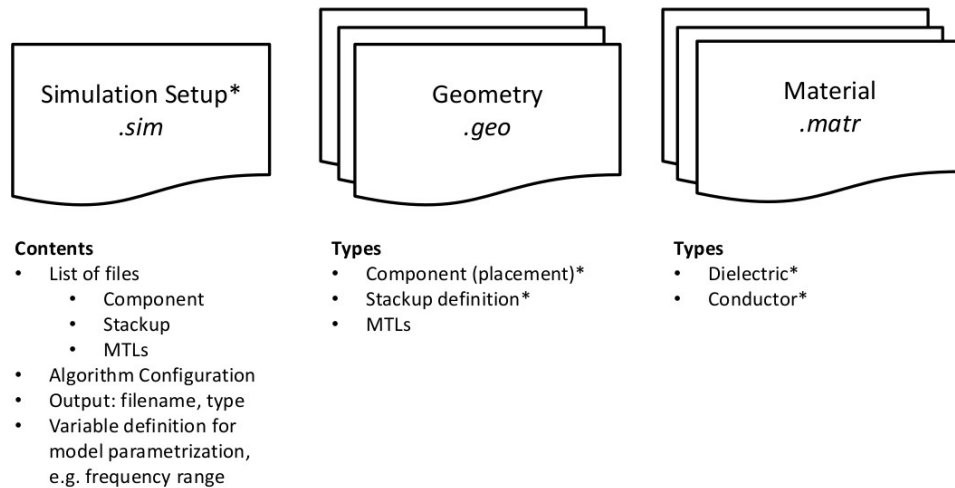 Simulation Setup*
.sim
Geometry
.geo
Material
.matr
Contents
• List of files
• Component
• Stackup
• MTLs
• Algorithm Configuration
• Output: filename, type
• Variable definition for
model parametrization,
e.g. frequency range
Types
• Component (placement)*
• Stackup definition*
• MTLs
Types
• Dielectric*
• Conductor*